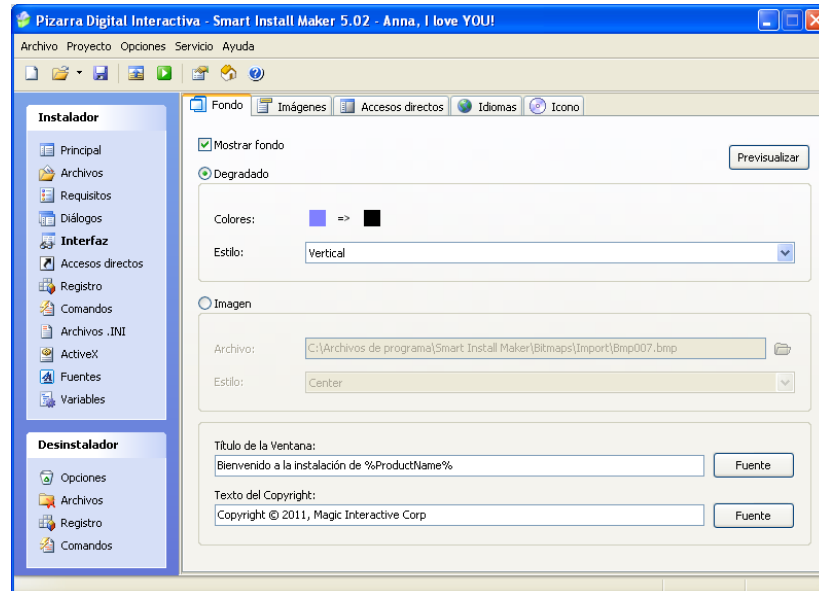 Pizarra Digital Interactiva - Smart Install Maker 5.02 - Anna, I love YOU!
Archivo Proyecto Opciones Servicio Ayuda
Instalador
Principal
Archivos
Requisitos
Diálogos
Interfaz
Accesos directos
Registro
Comandos
Archivos .INI
ActiveX
Fuentes
Variables
Desinstalador
Opciones
Archivos
Registro
Comandos
Fondo Imágenes Accesos directos Idiomas Icono
Mostrar fondo
Previsualizar
Degradado
Colores: =>
Estilo: Vertical
Imagen
Archivo: C:\Archivos de programa\Smart Install Maker\Bitmaps\Import\Bmp007.bmp
Estilo: Center
Título de la Ventana:
Bienvenido a la instalación de %ProductName% Fuente
Texto del Copyright:
Copyright © 2011, Magic Interactive Corp Fuente